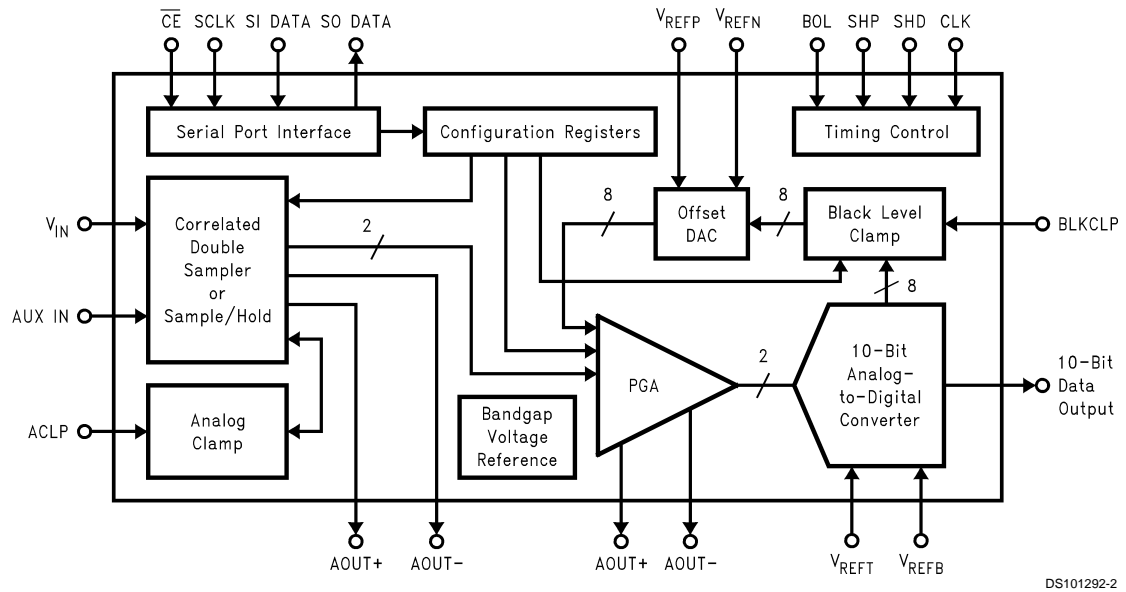 CE SCLK SI DATA SO DATA
VREFP VREFN
BOL SHP SHD CLK
Serial Port Interface
Configuration Registers
Timing Control
VIN
AUX IN
ACLP
Correlated
Double
Sampler
or
Sample/Hold
2
8
Offset
DAC
8
Black Level
Clamp
BLKCLP
8
Analog
Clamp
Bandgap
Voltage
Reference
PGA
2
10-Bit
Analog-
to-Digital
Converter
10-Bit
Data
Output
AOUT+ AOUT-
AOUT+ AOUT-
VREFT VREFB
DS101292-2